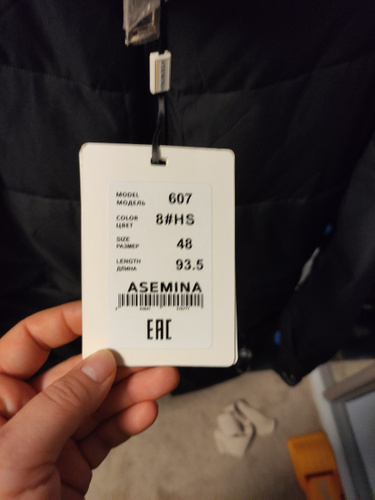 MODEL
МОДЕЛЬ 607
COLOR
ЦВЕТ 8#HS
SIZE
РАЗМЕР 48
LENGTH
ДЛИНА 93.5
ASEMINA
EAC